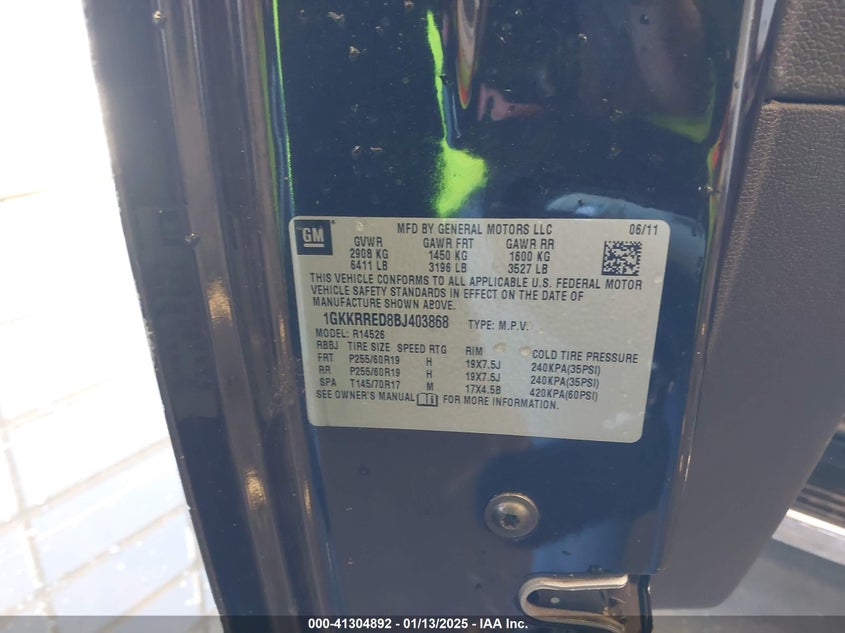 GM
MFD BY GENERAL MOTORS LLC 06/11
GVWR GAWR FRT GAWR RR
2908 KG 1450 KG 1600 KG
6411 LB 3196 LB 3527 LB
THIS VEHICLE CONFORMS TO ALL APPLICABLE U.S. FEDERAL MOTOR
VEHICLE SAFETY STANDARDS IN EFFECT ON THE DATE OF
MANUFACTURE SHOWN ABOVE.
1GKKRRED8BJ403868 TYPE: M.P.V.
MODEL: R14526
RBBJ TIRE SIZE SPEED RTG RIM COLD TIRE PRESSURE
FRT P255/60R19 H 19X7.5J 240KPA(35PSI)
RR P255/60R19 H 19X7.5J 240KPA(35PSI)
SPA T145/70R17 M 17X4.5B 420KPA(60PSI)
SEE OWNER'S MANUAL FOR MORE INFORMATION.
000-41304892 - 01/13/2025 - IAA Inc.